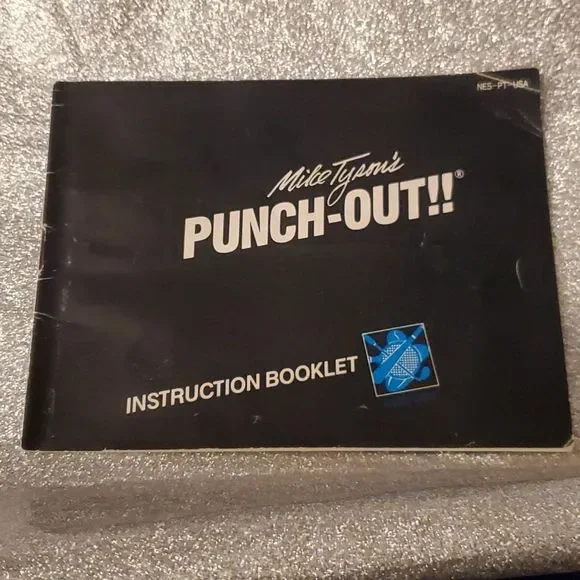 NES-PT-USA
Mike Tyson's
PUNCH-OUT!!®
INSTRUCTION BOOKLET